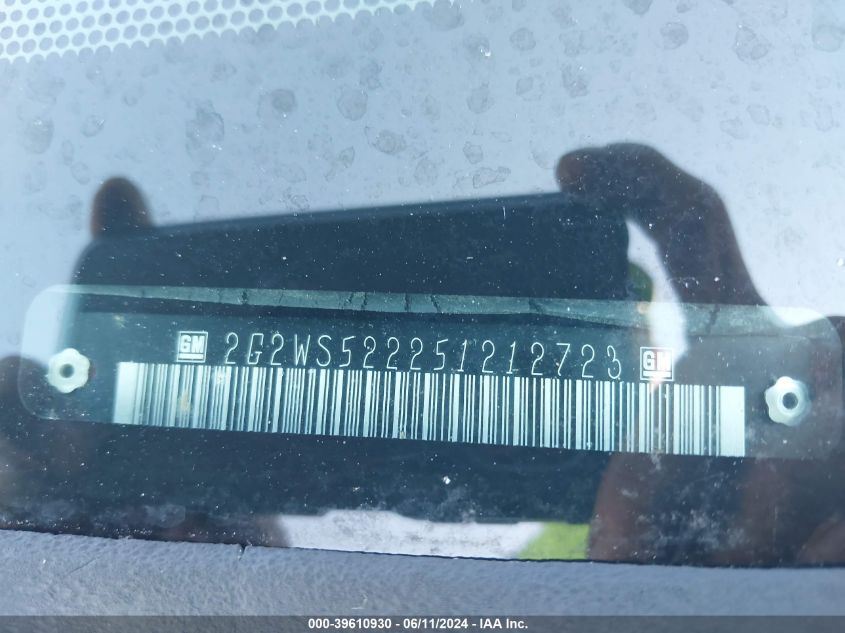 GM 2G2WS522251212723 GM
000-39610930 - 06/11/2024 - IAA Inc.